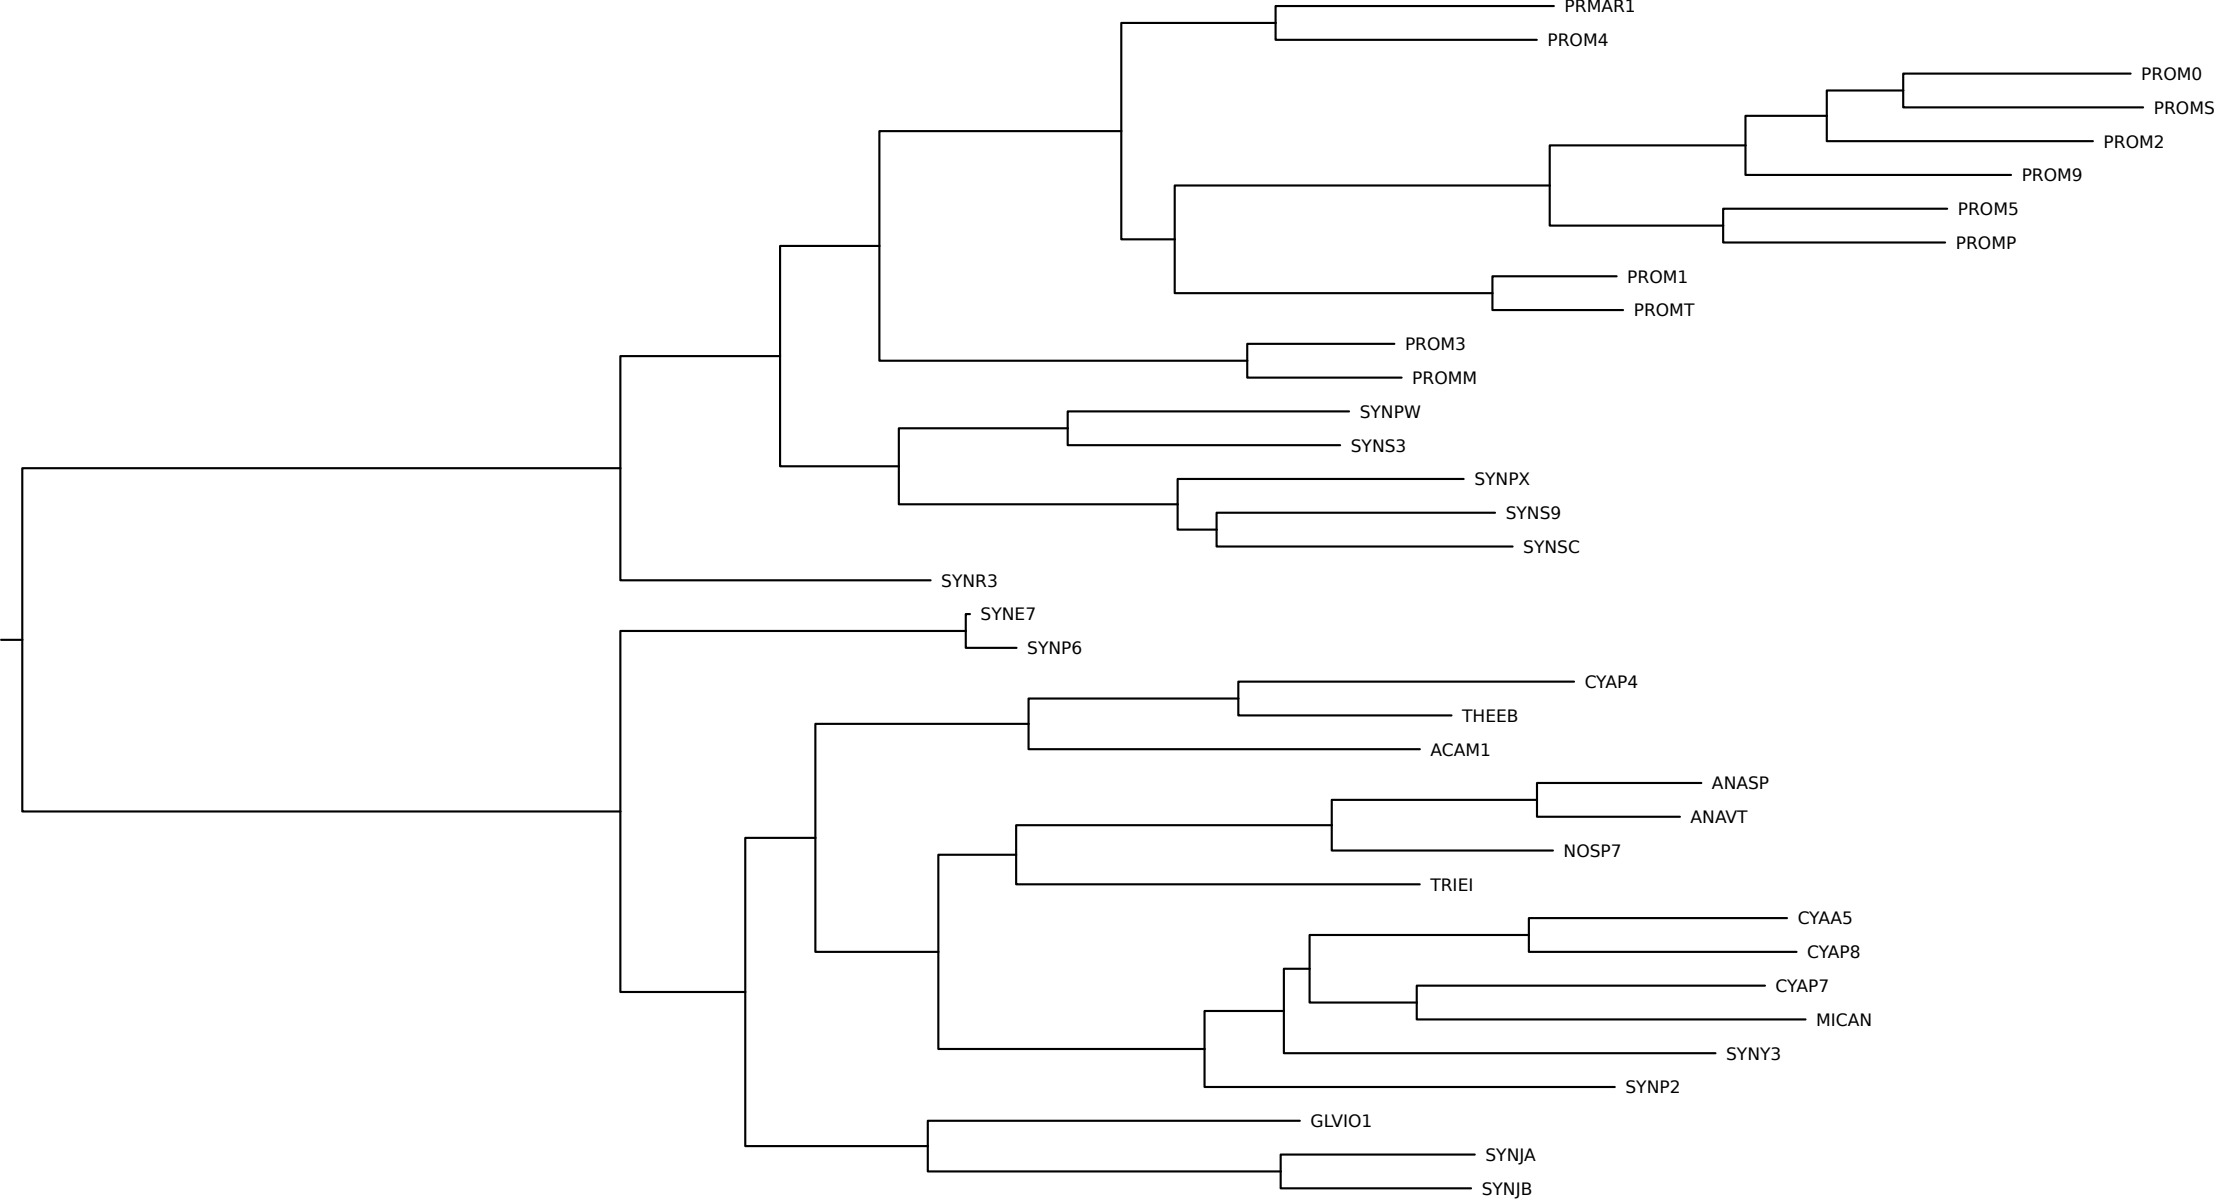 PRMAR1
PROM4
PROM0
PROMS
PROM2
PROM9
PROM5
PROMP
PROM1
PROMT
PROM3
PROMM
SYNPW
SYNS3
SYNPX
SYNS9
SYNSC
SYNR3
SYNE7
SYNP6
CYAP4
THEEB
ACAM1
ANASP
ANAVT
NOSP7
TRIEI
CYAA5
CYAP8
CYAP7
MICAN
SYNY3
SYNP2
GLVIO1
SYNJA
SYNJB